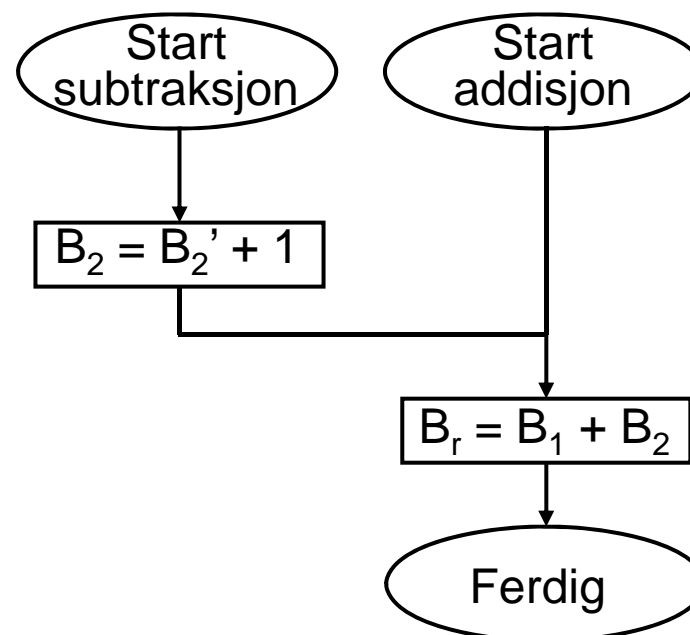 Start
subtraksjon
Start
addisjon
B₂ = B₂’ + 1
Bᵣ = B₁ + B₂
Ferdig